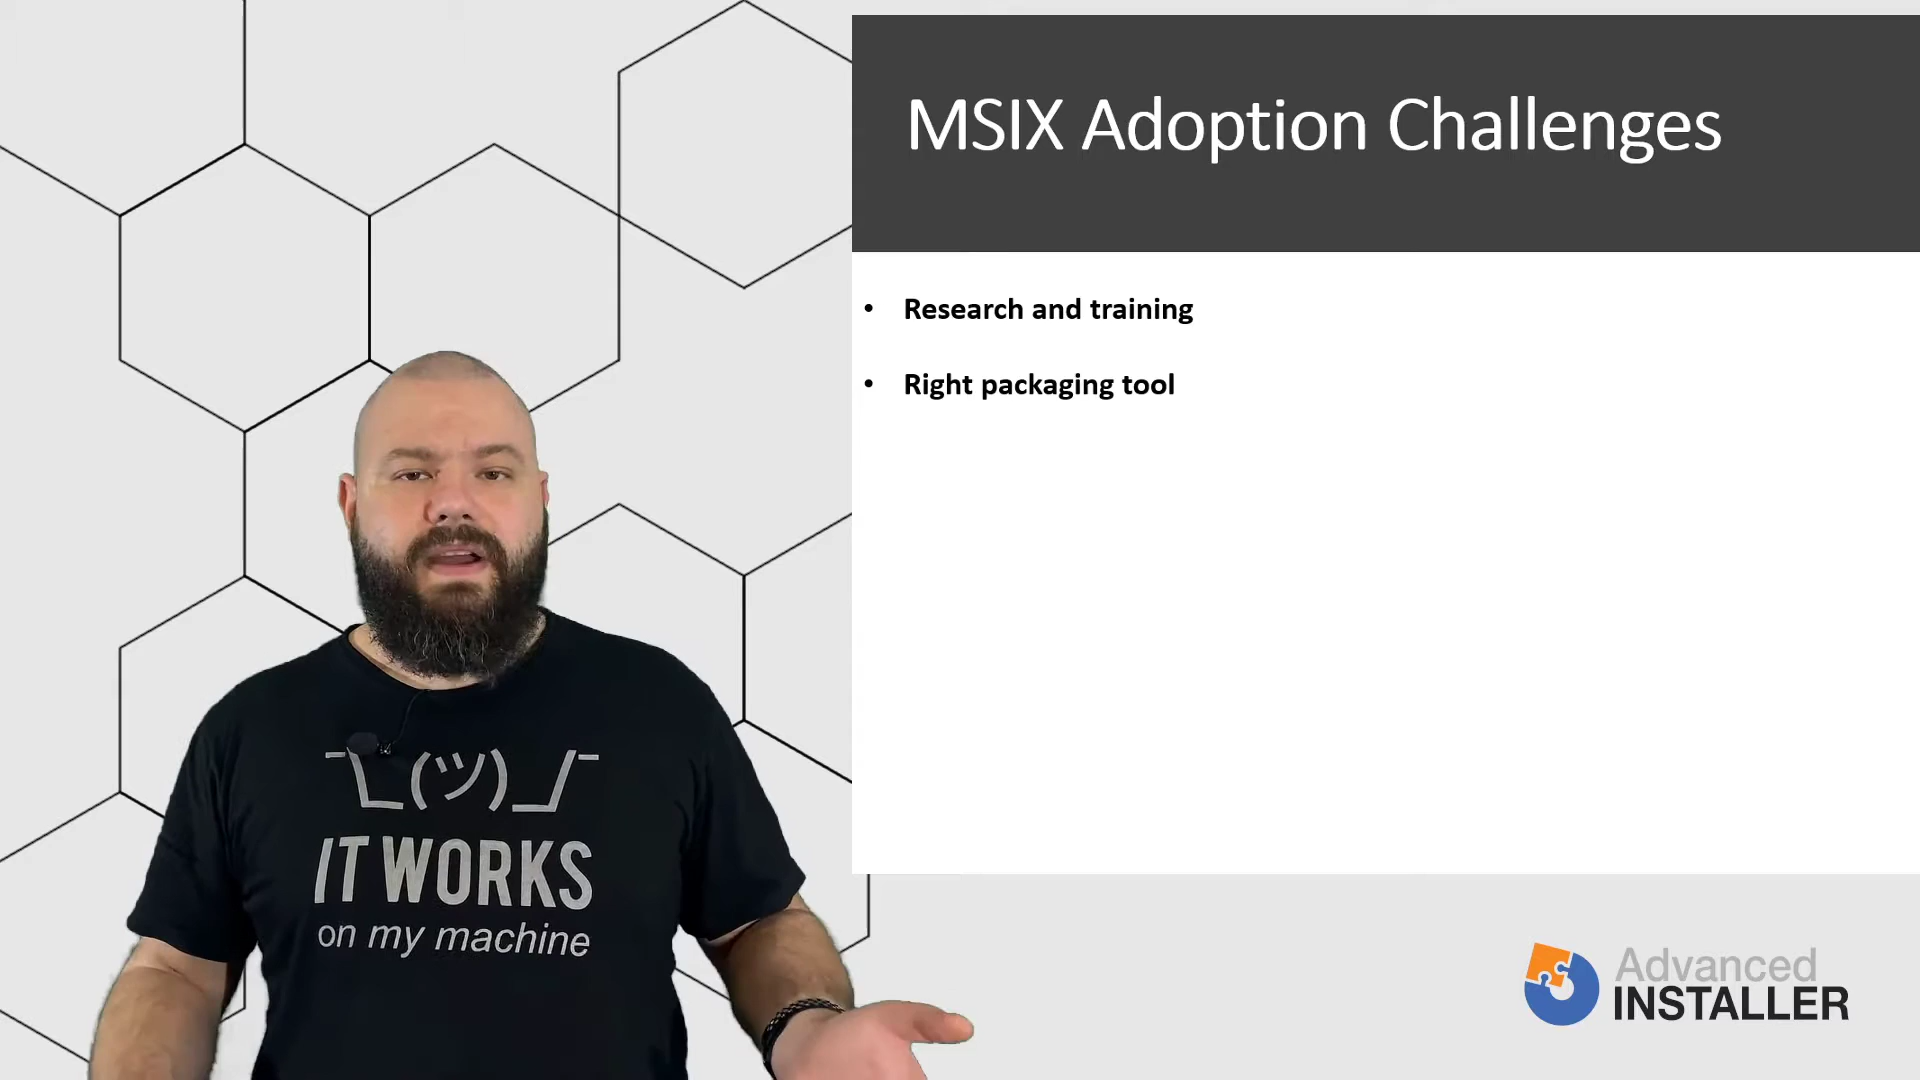 MSIX Adoption Challenges
• Research and training
• Right packaging tool
¯\_(ツ)_/¯
IT WORKS
on my machine
Advanced
INSTALLER